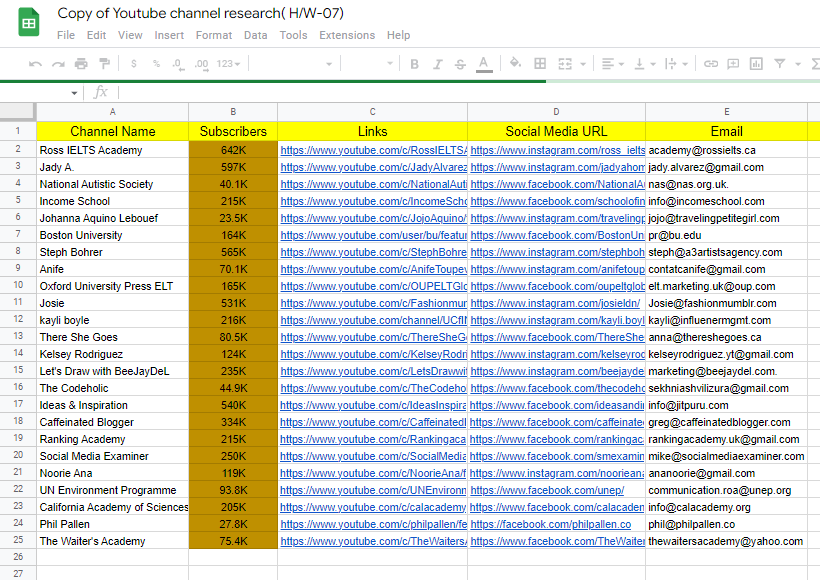 Copy of Youtube channel research( H/W-07)
File Edit View Insert Format Data Tools Extensions Help
$ % .0 .00 123 B I S A
fx
A B C D E
1 Channel Name Subscribers Links Social Media URL Email
2 Ross IELTS Academy 642K https://www.youtube.com/c/RossIELTSA https://www.instagram.com/ross_ielts academy@rossielts.ca
3 Jady A. 597K https://www.youtube.com/c/JadyAlvarez https://www.instagram.com/jadyahom jady.alvarez@gmail.com
4 National Autistic Society 40.1K https://www.youtube.com/c/NationalAuti https://www.facebook.com/NationalA nas@nas.org.uk.
5 Income School 215K https://www.youtube.com/c/IncomeScho https://www.facebook.com/schoolofin info@incomeschool.com
6 Johanna Aquino Lebouef 23.5K https://www.youtube.com/c/JojoAquino/ https://www.instagram.com/travelingp jojo@travelingpetitegirl.com
7 Boston University 164K https://www.youtube.com/user/bu/featur https://www.facebook.com/BostonUn pr@bu.edu
8 Steph Bohrer 565K https://www.youtube.com/c/StephBohre https://www.instagram.com/stephboh steph@a3artistsagency.com
9 Anife 70.1K https://www.youtube.com/c/AnifeToupev https://www.instagram.com/anifetoup contatcanife@gmail.com
10 Oxford University Press ELT 165K https://www.youtube.com/c/OUPELTGlo https://www.facebook.com/oupeltglob elt.marketing.uk@oup.com
11 Josie 531K https://www.youtube.com/c/Fashionmur https://www.instagram.com/josieldn/ Josie@fashionmumblr.com
12 kayli boyle 216K https://www.youtube.com/channel/UCfI https://www.instagram.com/kayli.boyl kayli@influenermgmt.com
13 There She Goes 80.5K https://www.youtube.com/c/ThereSheG https://www.facebook.com/ThereShe anna@thereshegoes.ca
14 Kelsey Rodriguez 124K https://www.youtube.com/c/KelseyRodri https://www.instagram.com/kelseyroc kelseyrodriguez.yt@gmail.com
15 Let's Draw with BeeJayDeL 235K https://www.youtube.com/c/LetsDrawwit https://www.instagram.com/beejayde marketing@beejaydel.com.
16 The Codeholic 44.9K https://www.youtube.com/c/TheCodehol https://www.facebook.com/thecodeho sekhniashvilizura@gmail.com
17 Ideas & Inspiration 540K https://www.youtube.com/c/IdeasInspira https://www.facebook.com/ideasandin info@jitpuru.com
18 Caffeinated Blogger 334K https://www.youtube.com/c/Caffeinatedl https://www.facebook.com/caffeinate greg@caffeinatedblogger.com
19 Ranking Academy 215K https://www.youtube.com/c/Rankingaca https://www.facebook.com/rankingac rankingacademy.uk@gmail.com
20 Social Media Examiner 250K https://www.youtube.com/c/SocialMedia https://www.facebook.com/smexamin mike@socialmediaexaminer.com
21 Noorie Ana 119K https://www.youtube.com/c/NoorieAna/f https://www.instagram.com/noorieana ananoorie@gmail.com
22 UN Environment Programme 93.8K https://www.youtube.com/c/UNEnvironn https://www.facebook.com/unep/ communication.roa@unep.org
23 California Academy of Sciences 205K https://www.youtube.com/c/calacademy https://www.facebook.com/calacaden info@calacademy.org
24 Phil Pallen 27.8K https://www.youtube.com/c/philpallen/fe https://facebook.com/philpallen.co phil@philpallen.co
25 The Waiter's Academy 75.4K https://www.youtube.com/c/TheWaitersA https://www.facebook.com/TheWaiter thewaitersacademy@yahoo.com
26
27